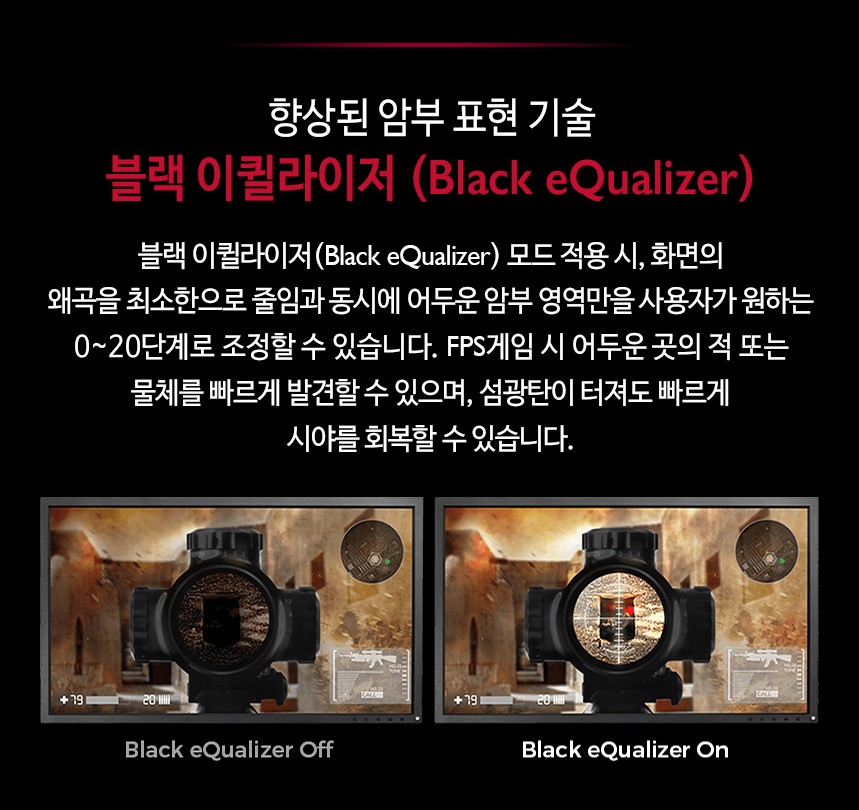 향상된 암부 표현 기술
블랙 이퀄라이저 (Black eQualizer)
블랙 이퀄라이저(Black eQualizer) 모드 적용 시, 화면의
왜곡을 최소한으로 줄임과 동시에 어두운 암부 영역만을 사용자가 원하는
0~20단계로 조정할 수 있습니다. FPS게임 시 어두운 곳의 적 또는
물체를 빠르게 발견할 수 있으며, 섬광탄이 터져도 빠르게
시야를 회복할 수 있습니다.
+79 20
+79 20
Black eQualizer Off
Black eQualizer On